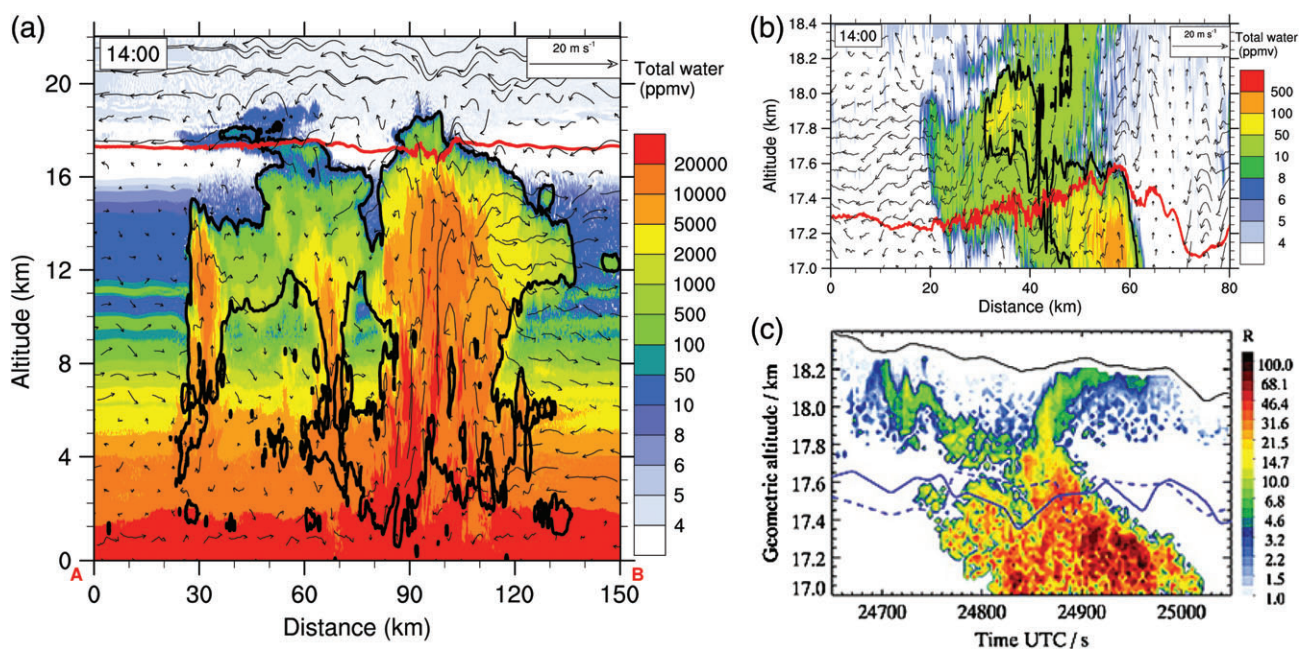 (a)
14:00
20 m s⁻¹
Total water
(ppmv)
20000
10000
5000
2000
1000
500
100
50
10
8
6
5
4
Altitude (km)
20
16
12
8
4
0
A
B
0 30 60 90 120 150
Distance (km)
(b)
14:00
20 m s⁻¹
Total water
(ppmv)
500
100
50
10
8
6
5
4
Altitude (km)
18.4
18.2
18.0
17.8
17.6
17.4
17.2
17.0
0 20 40 60 80
Distance (km)
(c)
R
100.0
68.1
46.4
31.6
21.5
14.7
10.0
6.8
4.6
3.2
2.2
1.5
1.0
Geometric altitude / km
18.2
18.0
17.8
17.6
17.4
17.2
17.0
24700 24800 24900 25000
Time UTC / s